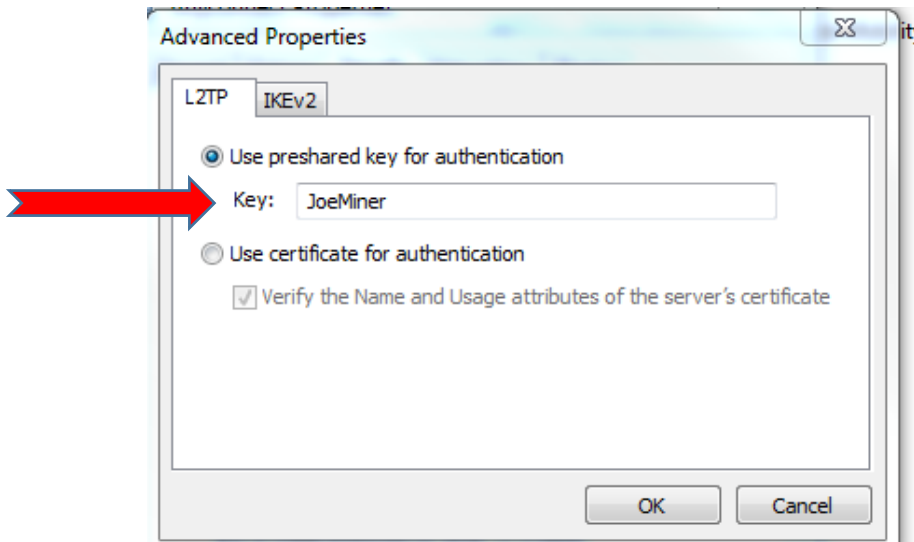 Advanced Properties
L2TP
IKEv2
Use preshared key for authentication
Key: JoeMiner
Use certificate for authentication
Verify the Name and Usage attributes of the server's certificate
OK
Cancel